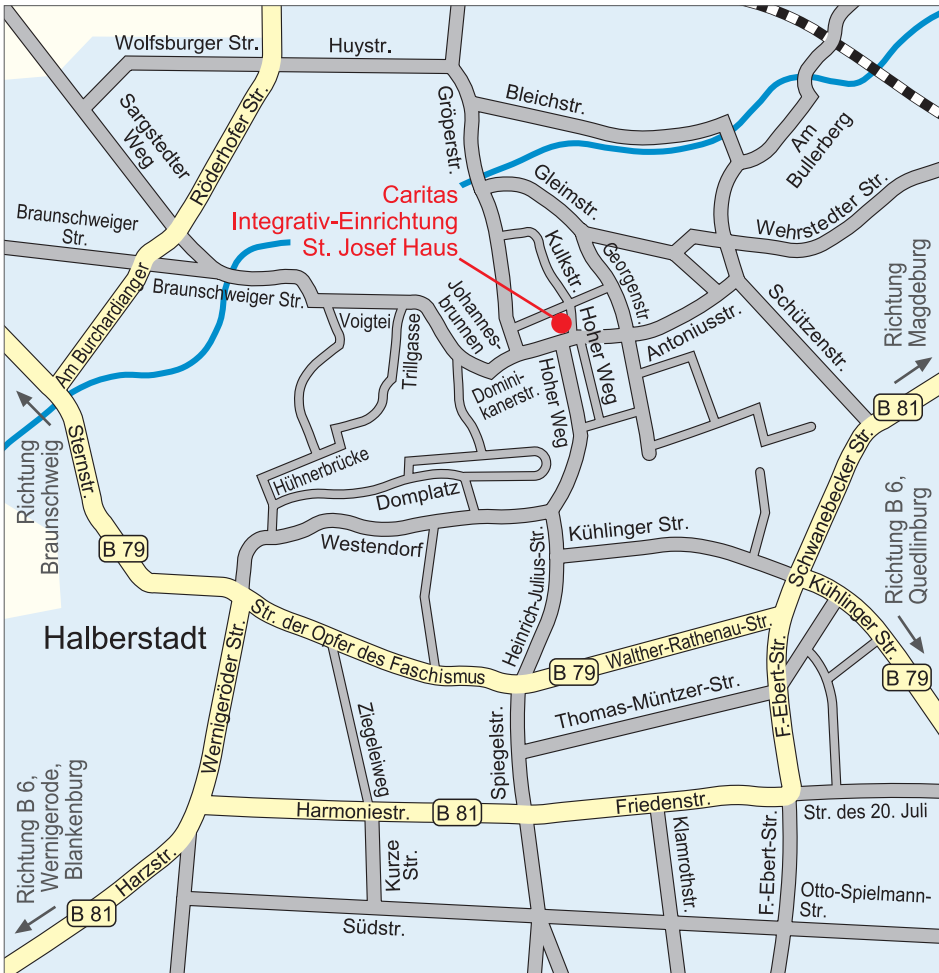 Wolfsburger Str.
Huystr.
Sargstedter
Weg
Röderhofer Str.
Gröperstr.
Bleichstr.
Am
Bullerberg
Caritas
Integrativ-Einrichtung
St. Josef Haus
Gleimstr.
Wehrstedter Str.
Braunschweiger
Str.
Braunschweiger Str.
Am Burchardianger
Voigtei
Trillgasse
Johannes-
brunnen
Kulkstr.
Georgenstr.
Hoher Weg
Antoniusstr.
Schützenstr.
Richtung
Magdeburg
Domini-
kanerstr.
Hoher Weg
B 81
Richtung
Braunschweig
Sternstr.
Hühnerbrücke
Domplatz
Westendorf
Kühlinger Str.
Schwanebecker Str.
Richtung B 6,
Quedlinburg
B 79
Heinrich-Julius-Str.
Kühlinger Str.
Halberstadt
Str. der Opfer des Faschismus
B 79
Walther-Rathenau-Str.
B 79
Wernigeröder Str.
Ziegeleiweg
Spiegelstr.
Thomas-Müntzer-Str.
F.-Ebert-Str.
Richtung B 6,
Wernigerode,
Blankenburg
Harmoniestr.
B 81
Friedenstr.
Str. des 20. Juli
Harzstr.
Kurze
Str.
Klamrothstr.
F.-Ebert-Str.
Otto-Spielmann-
Str.
B 81
Südstr.